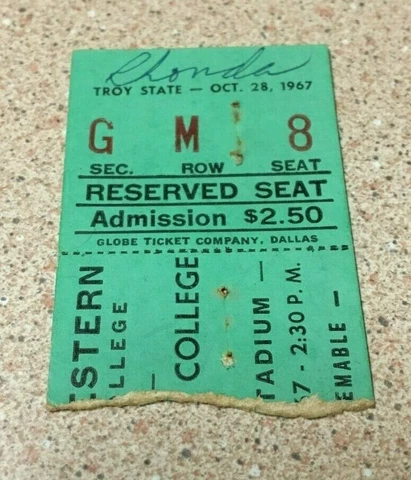 Rhonda
TROY STATE — OCT. 28, 1967
G M 8
SEC. ROW SEAT
RESERVED SEAT
Admission $2.50
GLOBE TICKET COMPANY, DALLAS
ESTERN
LLEGE
—
COLLEGE
TADIUM —
67 - 2:30 P.M.
EMABLE —